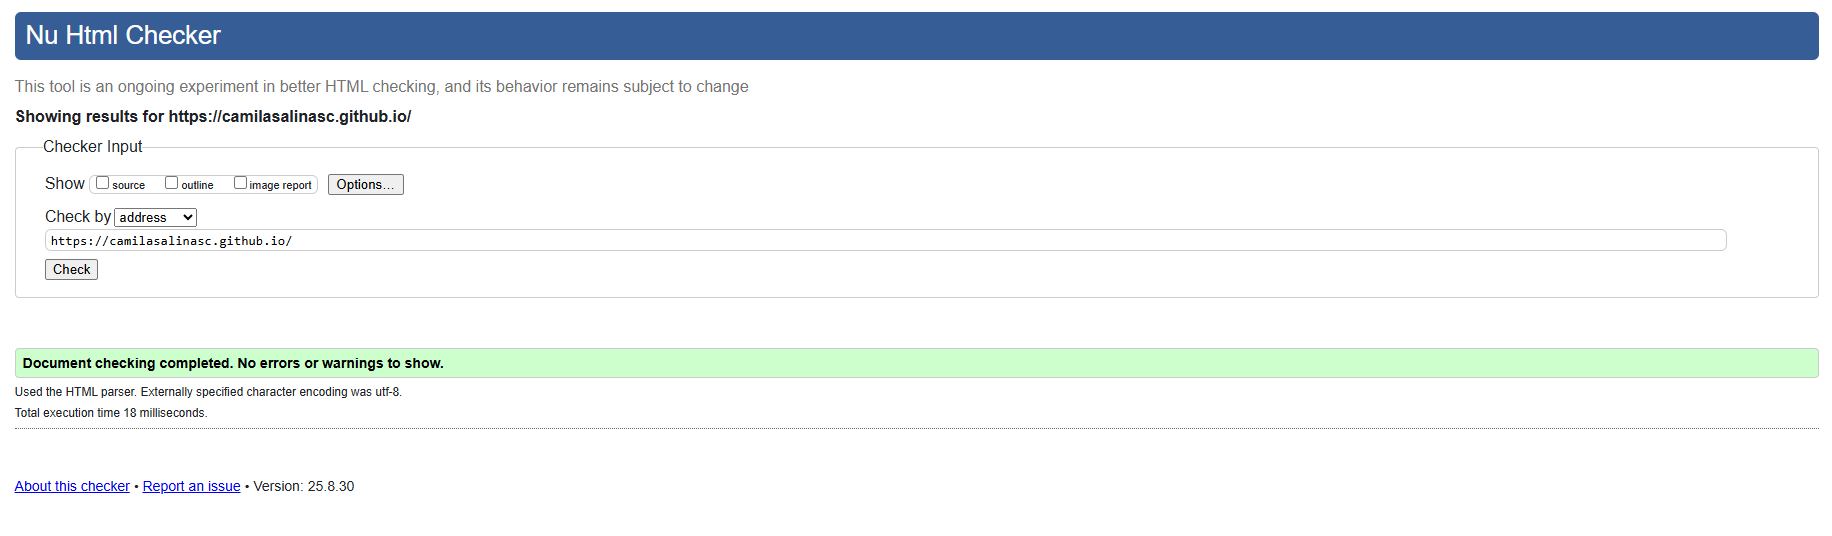 Nu Html Checker
This tool is an ongoing experiment in better HTML checking, and its behavior remains subject to change
Showing results for https://camilasalinasc.github.io/
Checker Input
Show source outline image report Options...
Check by address
https://camilasalinasc.github.io/
Check
Document checking completed. No errors or warnings to show.
Used the HTML parser. Externally specified character encoding was utf-8.
Total execution time 18 milliseconds.
About this checker • Report an issue • Version: 25.8.30